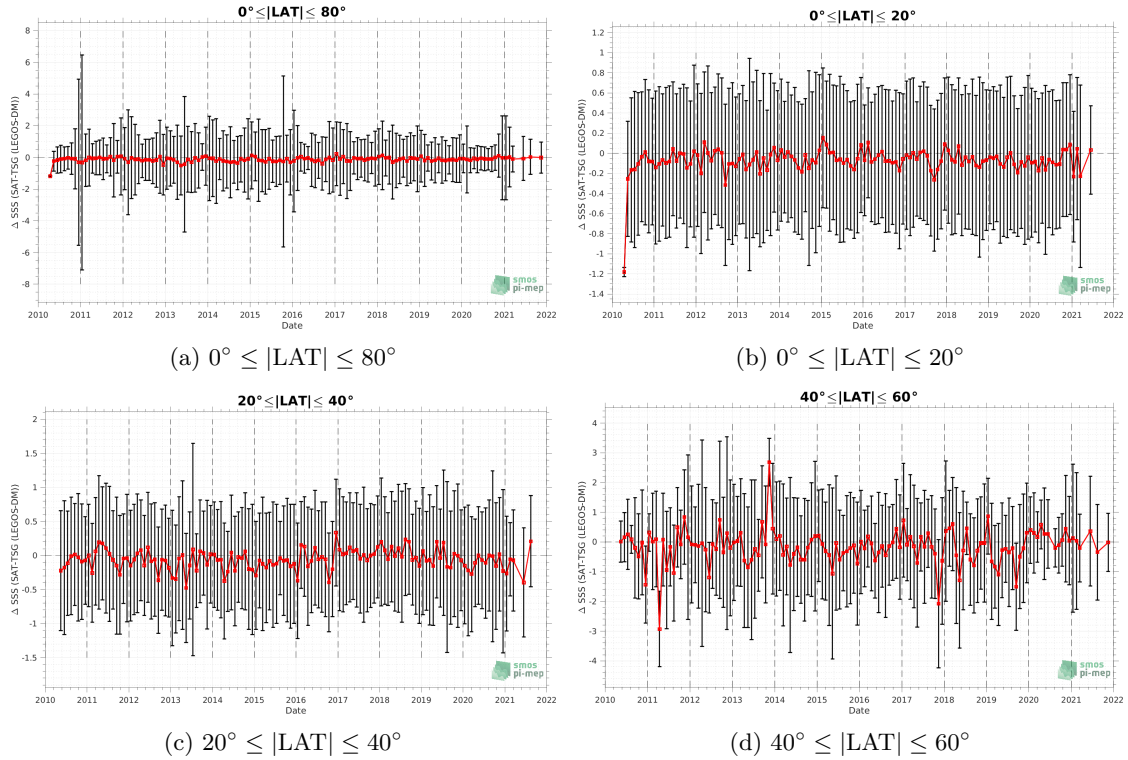 0°≤|LAT|≤ 80°
Δ SSS (SAT-TSG (LEGOS-DM))
8
6
4
2
0
-2
-4
-6
-8
2010 2011 2012 2013 2014 2015 2016 2017 2018 2019 2020 2021 2022
Date
smos
pi-mep
(a) 0° ≤ |LAT| ≤ 80°
0°≤|LAT|≤ 20°
Δ SSS (SAT-TSG (LEGOS-DM))
1.2
1
0.8
0.6
0.4
0.2
0
-0.2
-0.4
-0.6
-0.8
-1
-1.2
-1.4
2010 2011 2012 2013 2014 2015 2016 2017 2018 2019 2020 2021 2022
Date
smos
pi-mep
(b) 0° ≤ |LAT| ≤ 20°
20°≤|LAT|≤ 40°
Δ SSS (SAT-TSG (LEGOS-DM))
2
1.5
1
0.5
0
-0.5
-1
-1.5
2010 2011 2012 2013 2014 2015 2016 2017 2018 2019 2020 2021 2022
Date
smos
pi-mep
(c) 20° ≤ |LAT| ≤ 40°
40°≤|LAT|≤ 60°
Δ SSS (SAT-TSG (LEGOS-DM))
4
3
2
1
0
-1
-2
-3
-4
2010 2011 2012 2013 2014 2015 2016 2017 2018 2019 2020 2021 2022
Date
smos
pi-mep
(d) 40° ≤ |LAT| ≤ 60°